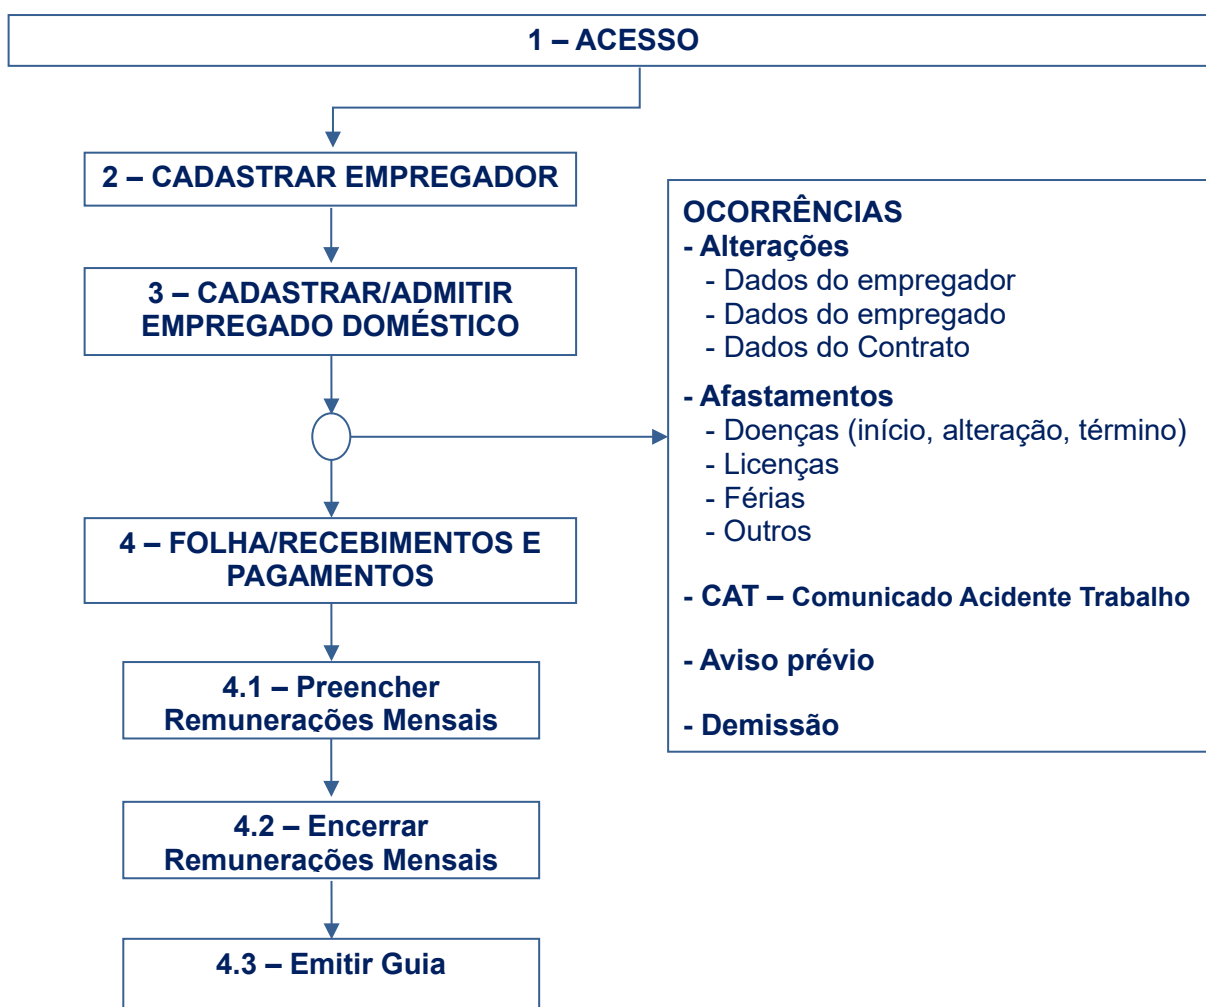 1 – ACESSO
2 – CADASTRAR EMPREGADOR
3 – CADASTRAR/ADMITIR
EMPREGADO DOMÉSTICO
OCORRÊNCIAS
- Alterações
- Dados do empregador
- Dados do empregado
- Dados do Contrato
- Afastamentos
- Doenças (início, alteração, término)
- Licenças
- Férias
- Outros
- CAT – Comunicado Acidente Trabalho
- Aviso prévio
- Demissão
4 – FOLHA/RECEBIMENTOS E
PAGAMENTOS
4.1 – Preencher
Remunerações Mensais
4.2 – Encerrar
Remunerações Mensais
4.3 – Emitir Guia